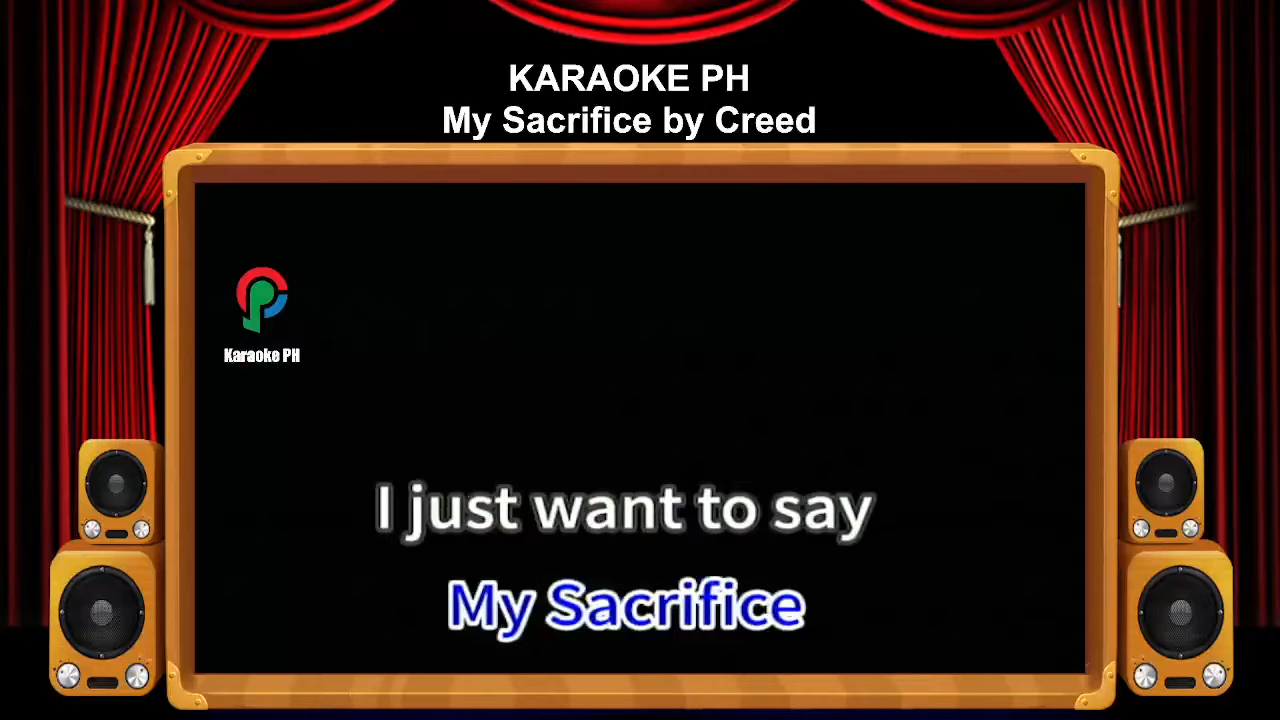 KARAOKE PH
My Sacrifice by Creed
Karaoke PH
I just want to say
My Sacrifice